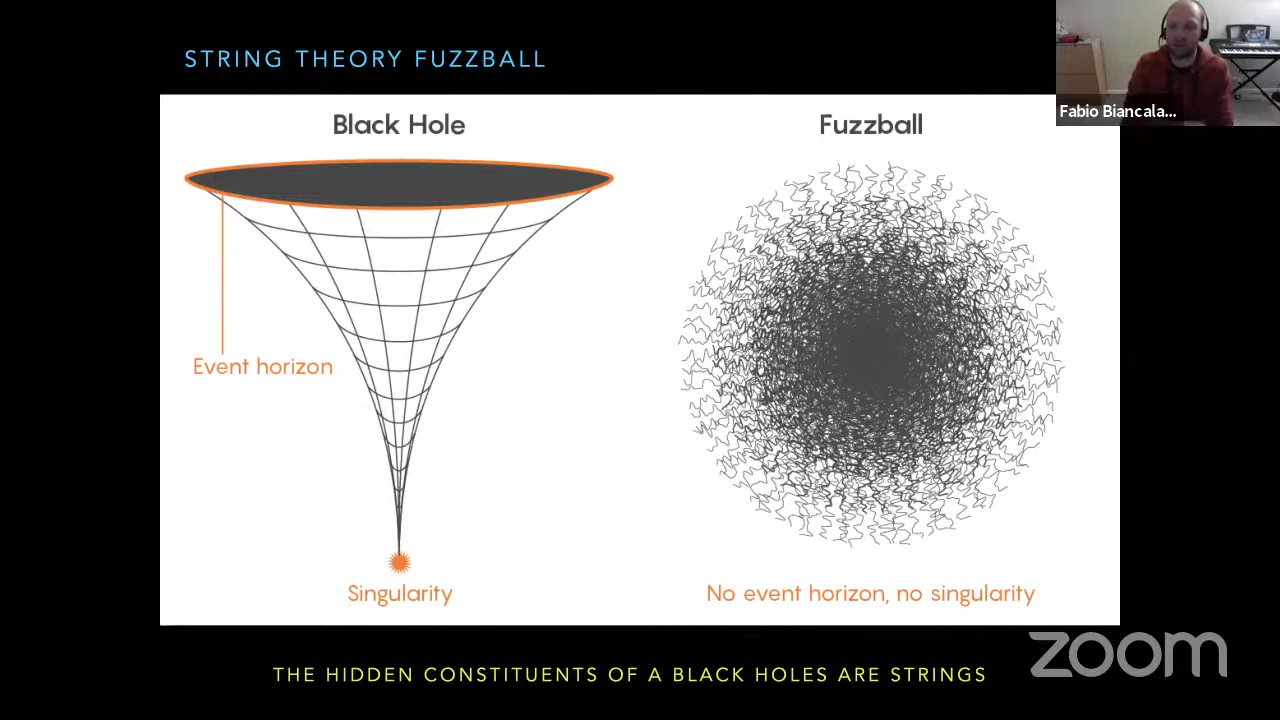 STRING THEORY FUZZBALL
Fabio Biancala...
Black Hole
Fuzzball
Event horizon
Singularity
No event horizon, no singularity
THE HIDDEN CONSTITUENTS OF A BLACK HOLES ARE STRINGS
zoom